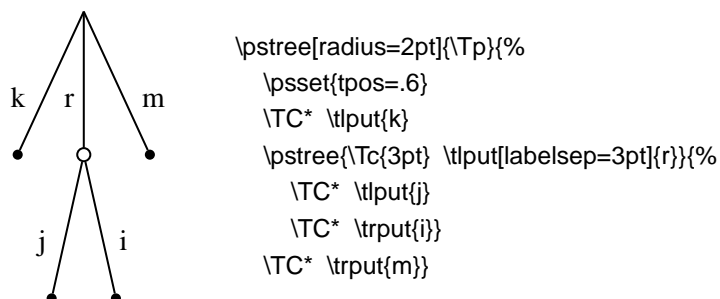 k r m
j i
\pstree[radius=2pt]{\Tp}{%
\psset{tpos=.6}
\TC* \tlput{k}
\pstree{\Tc{3pt} \tlput[labelsep=3pt]{r}}{%
\TC* \tlput{j}
\TC* \trput{i}}
\TC* \trput{m}}